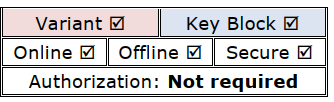 Variant ☑ Key Block ☑
Online ☑ Offline ☑ Secure ☑
Authorization: Not required